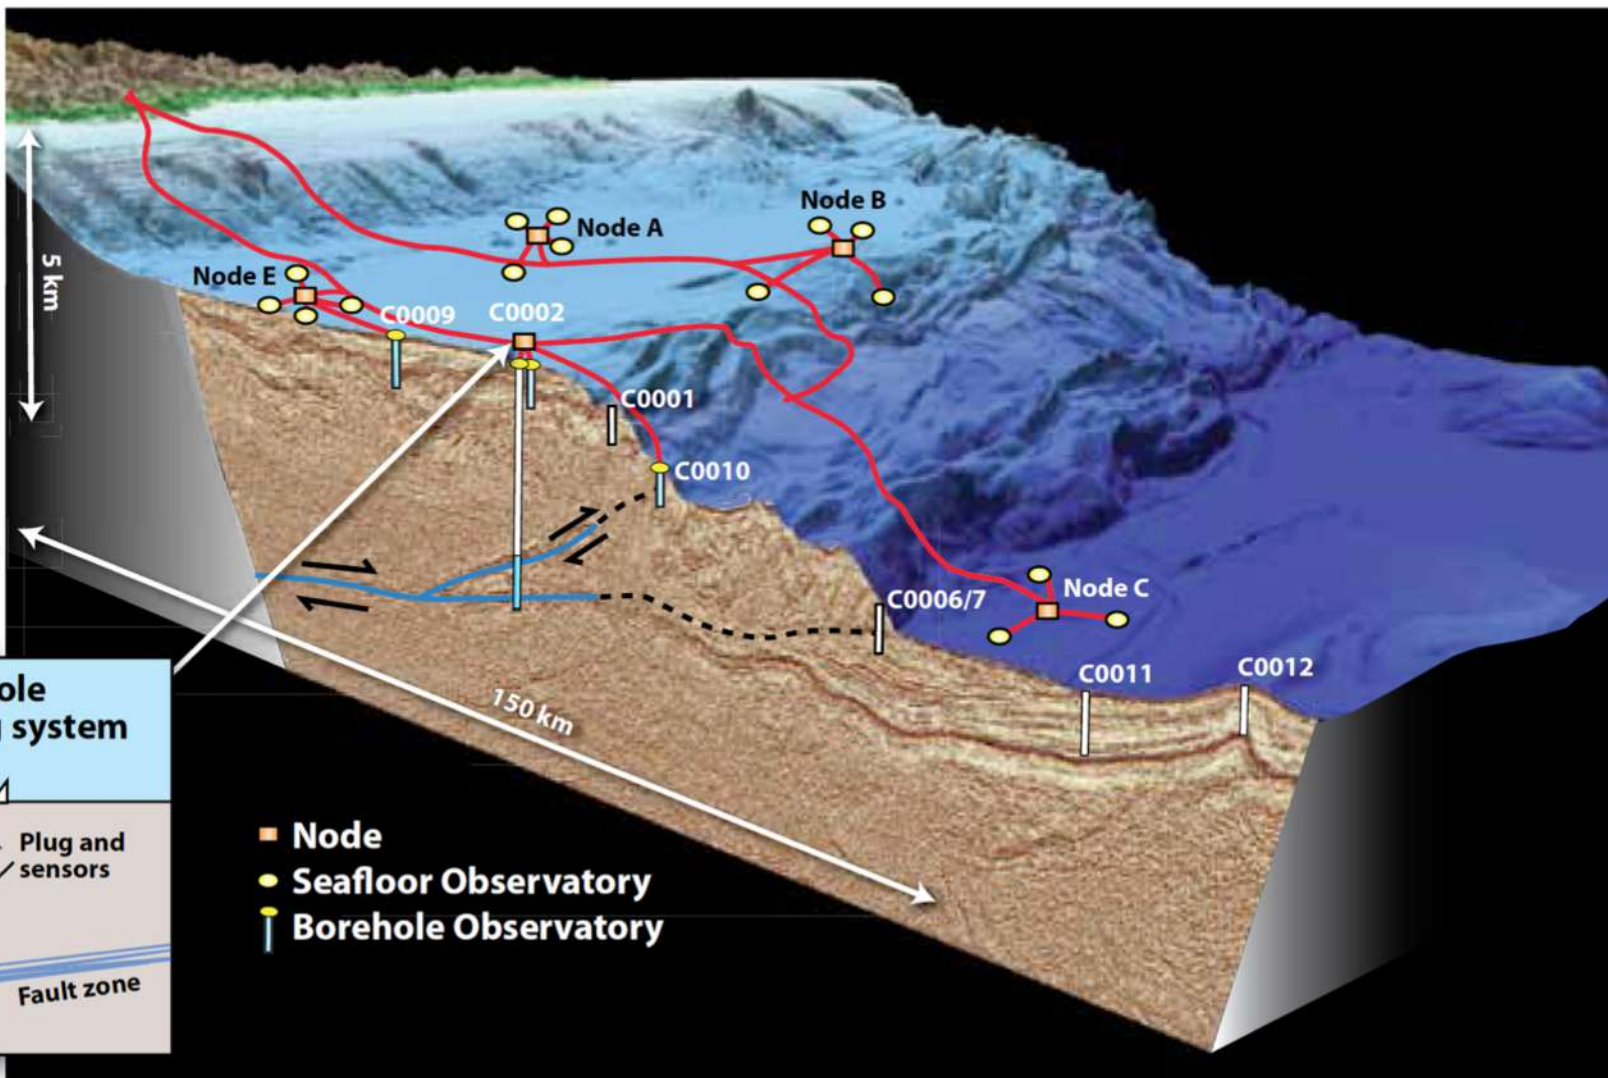 5 km
Node A
Node B
Node E
C0009
C0002
C0001
C0010
C0006/7
Node C
C0011
C0012
150 km
system
Plug and
sensors
Fault zone
Node
Seafloor Observatory
Borehole Observatory